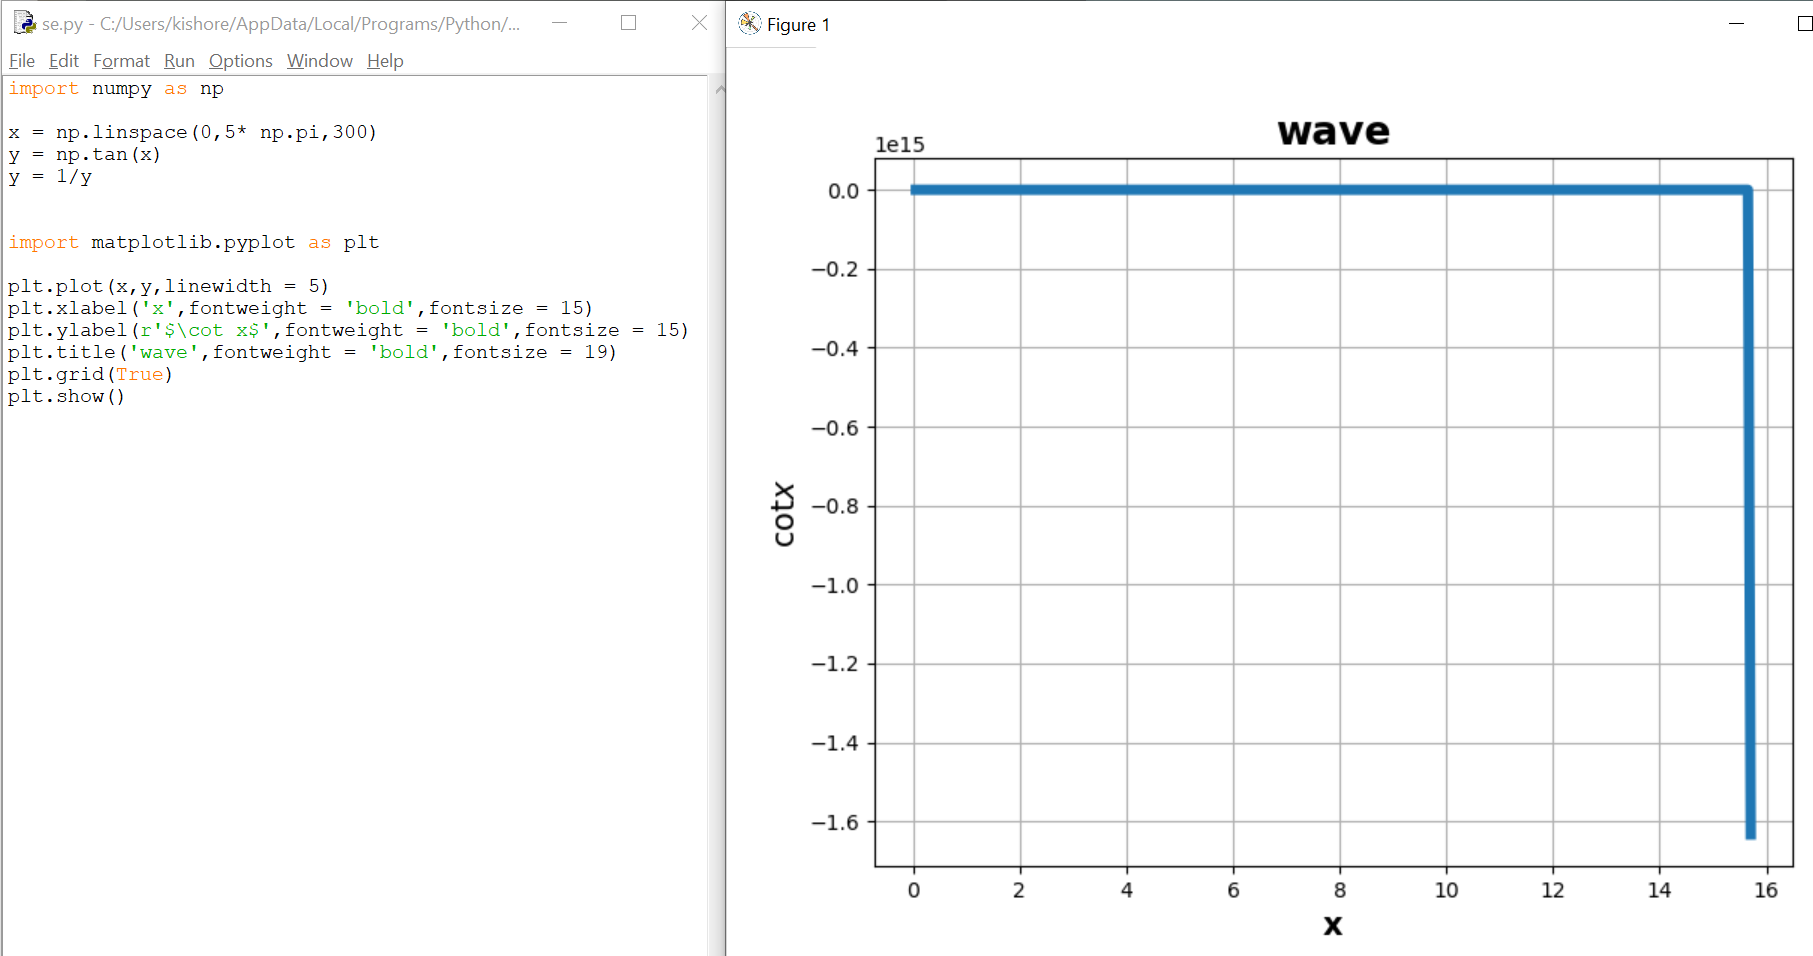 se.py - C:/Users/kishore/AppData/Local/Programs/Python/...
File Edit Format Run Options Window Help
import numpy as np
x = np.linspace(0,5* np.pi,300)
y = np.tan(x)
y = 1/y
import matplotlib.pyplot as plt
plt.plot(x,y,linewidth = 5)
plt.xlabel('x',fontweight = 'bold',fontsize = 15)
plt.ylabel(r'$\cot x$',fontweight = 'bold',fontsize = 15)
plt.title('wave',fontweight = 'bold',fontsize = 19)
plt.grid(True)
plt.show()
Figure 1
wave
1e15
0.0
−0.2
−0.4
−0.6
−0.8
−1.0
−1.2
−1.4
−1.6
cotx
0 2 4 6 8 10 12 14 16
x